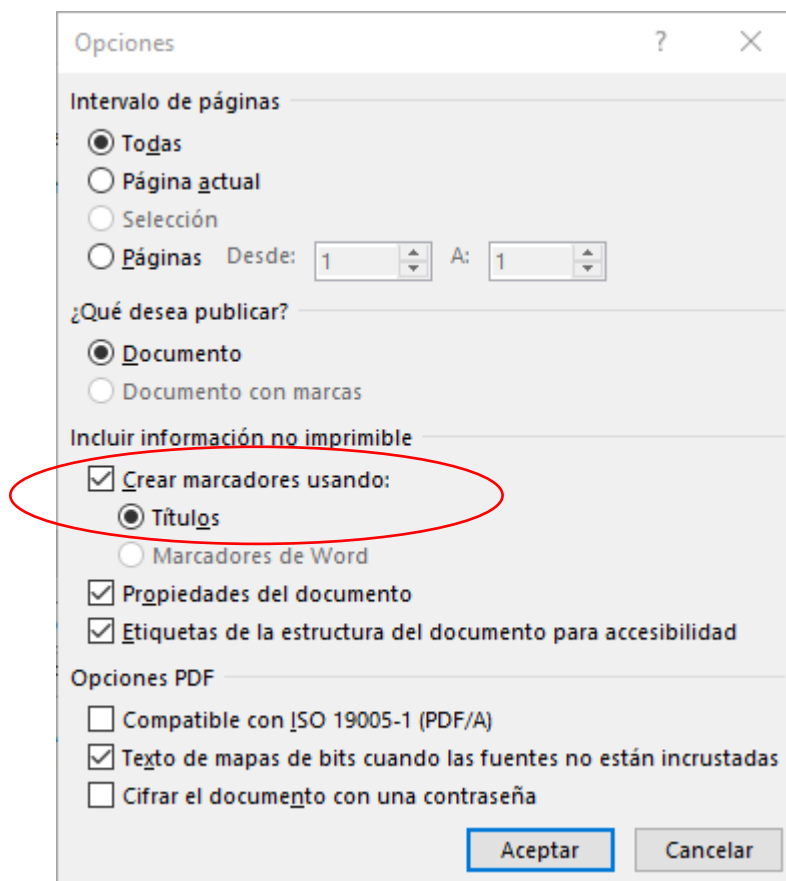 Opciones ?
Intervalo de páginas
Todas
Página actual
Selección
Páginas Desde: 1 A: 1
¿Qué desea publicar?
Documento
Documento con marcas
Incluir información no imprimible
Crear marcadores usando:
Títulos
Marcadores de Word
Propiedades del documento
Etiquetas de la estructura del documento para accesibilidad
Opciones PDF
Compatible con ISO 19005-1 (PDF/A)
Texto de mapas de bits cuando las fuentes no están incrustadas
Cifrar el documento con una contraseña
Aceptar Cancelar